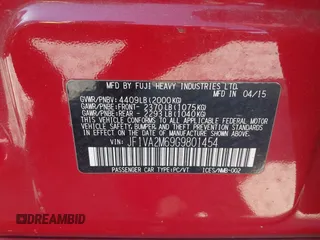 MFD BY FUJI HEAVY INDUSTRIES LTD.
IN 04/15
GVWR/PNBV: 4409LB(2000KG)
GAWR/PNBE:FRONT- 2370LB(1075KG)
GAWR/PNBE:REAR - 2293LB(1040KG)
THIS VEHICLE CONFORMS TO ALL APPLICABLE
FEDERAL MOTOR VEHICLE SAFETY, BUMPER,
AND THEFT PREVENTION STANDARDS IN EFFECT
ON THE DATE OF MANUFACTURE SHOWN ABOVE.
JF1VA2M69G9801454
PASSENGER CAR TYPE:PC/VT
ICES/NMB-002
DREAMBID